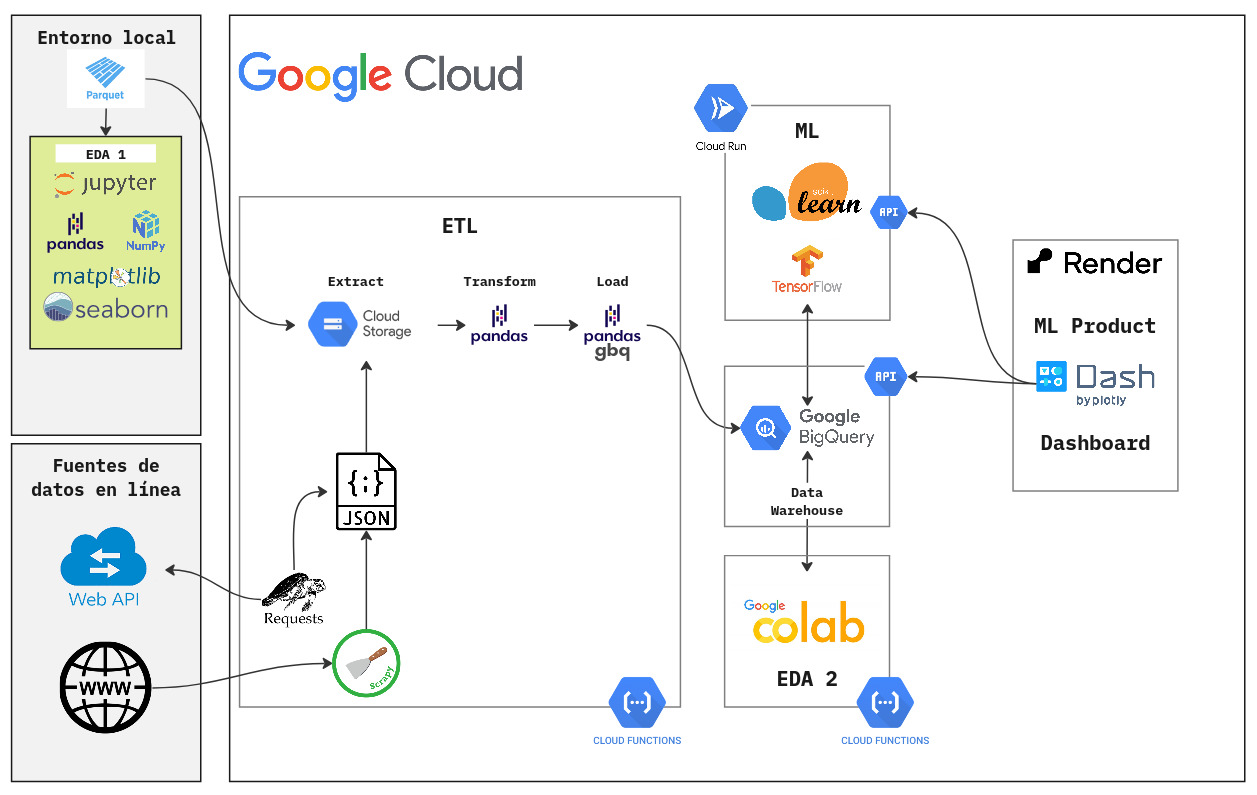 Entorno local
Parquet
EDA 1
jupyter
pandas
NumPy
matplotlib
seaborn
Fuentes de
datos en línea
Web API
WWW
Google Cloud
ETL
Extract
Transform
Load
Cloud
Storage
pandas
pandas
gbq
{;}
JSON
Requests
Scrapy
CLOUD FUNCTIONS
Cloud Run
ML
scikit
learn
API
TensorFlow
API
Google
BigQuery
Data
Warehouse
Google
colab
EDA 2
CLOUD FUNCTIONS
Render
ML Product
Dash
by plotly
Dashboard